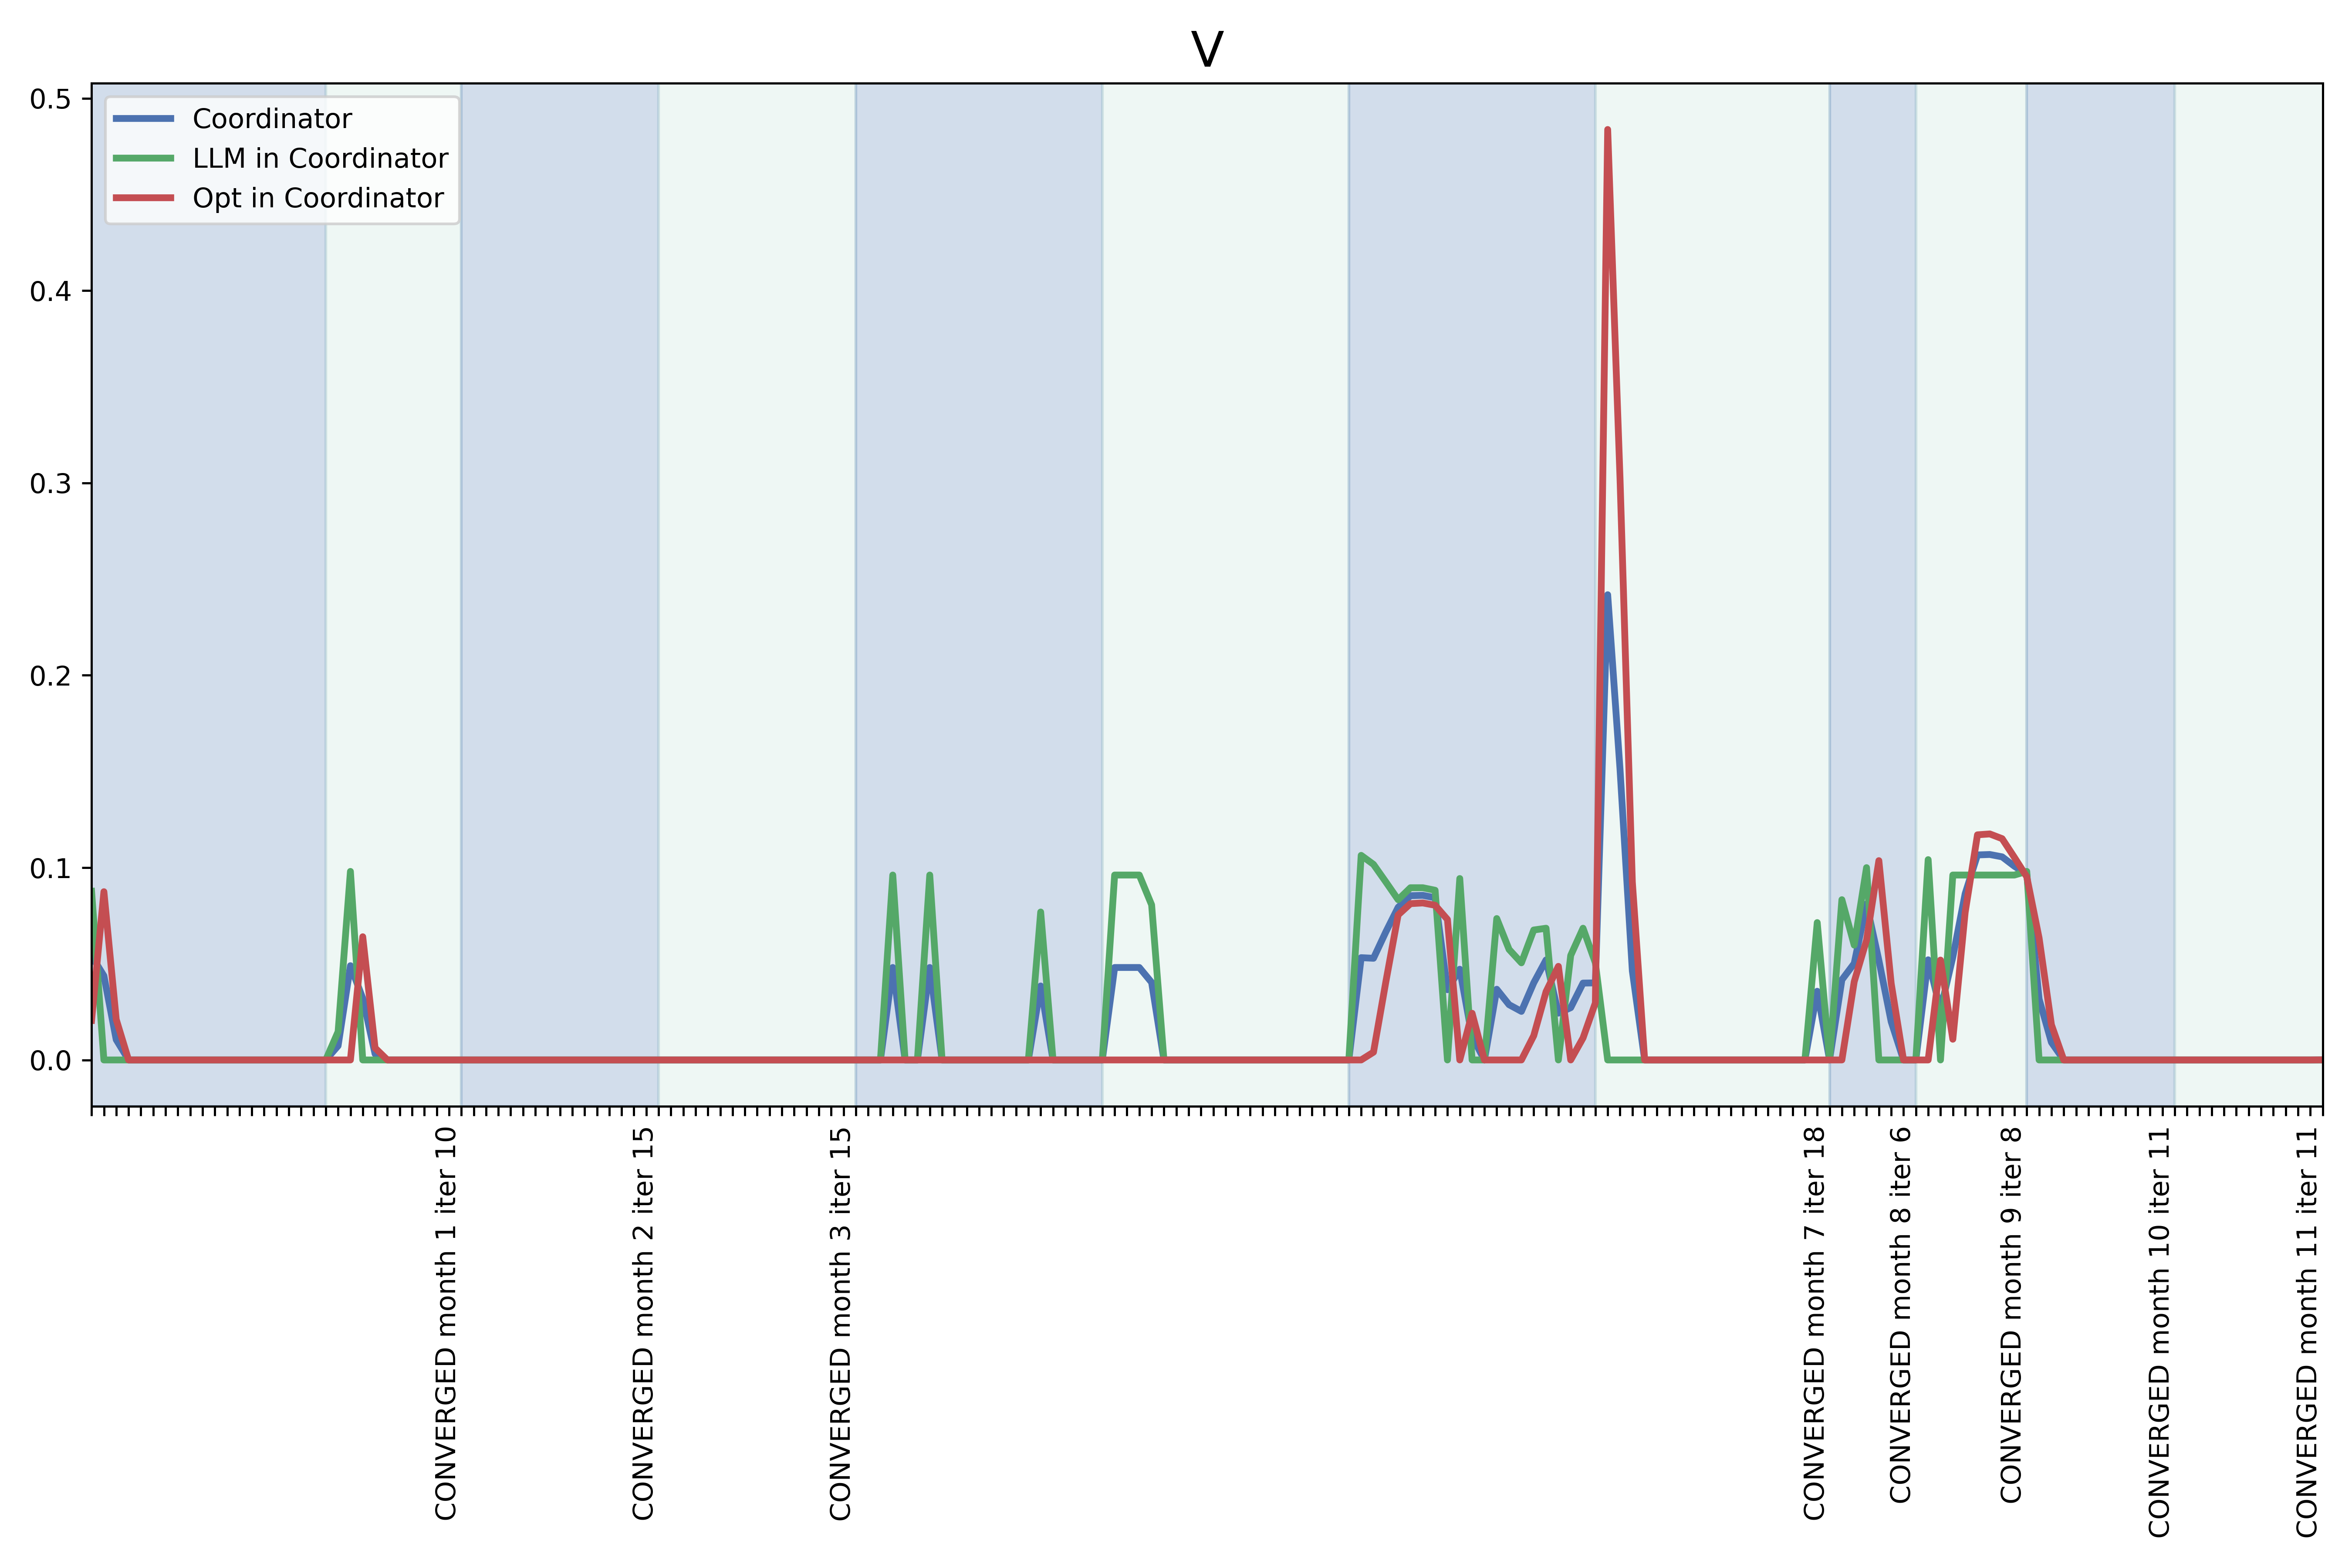 V
0.5
0.4
0.3
0.2
0.1
0.0
Coordinator
LLM in Coordinator
Opt in Coordinator
CONVERGED month 1 iter 10
CONVERGED month 2 iter 15
CONVERGED month 3 iter 15
CONVERGED month 7 iter 18
CONVERGED month 8 iter 6
CONVERGED month 9 iter 8
CONVERGED month 10 iter 11
CONVERGED month 11 iter 11